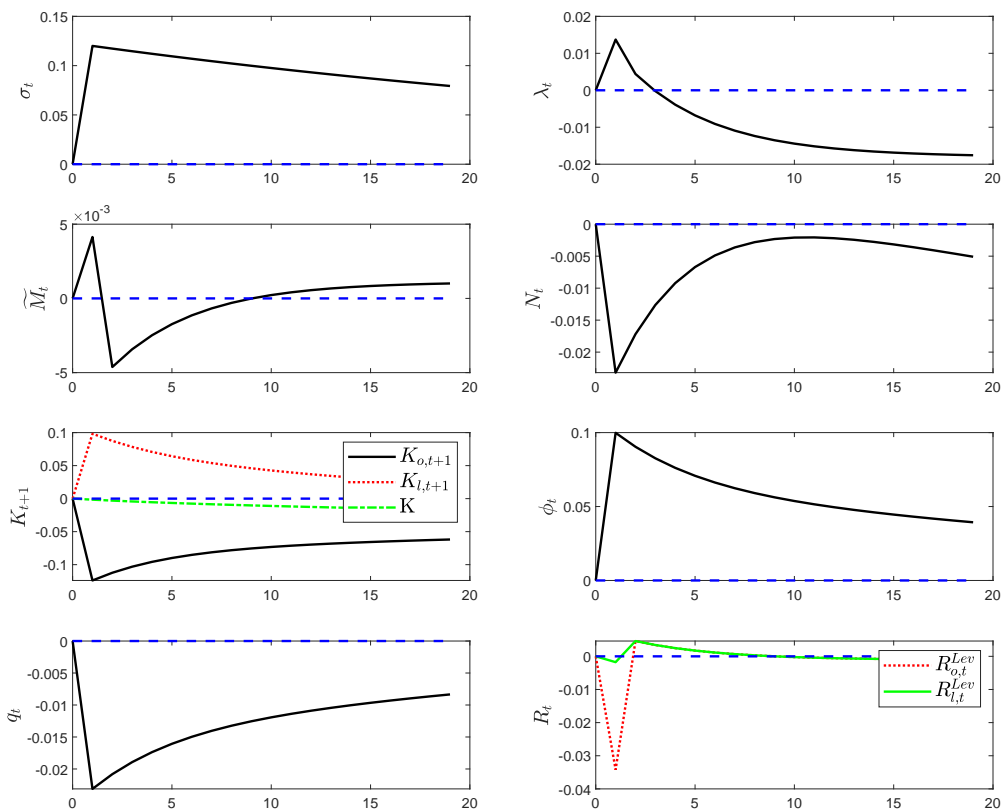 σ_t
0.15
0.1
0.05
0
0 5 10 15 20
λ_t
0.02
0.01
0
-0.01
-0.02
0 5 10 15 20
M̃_t
×10^-3
5
0
-5
0 5 10 15 20
N_t
0
-0.005
-0.01
-0.015
-0.02
0 5 10 15 20
K_{t+1}
0.1
0.05
0
-0.05
-0.1
0 5 10 15 20
K_{o,t+1}
K_{l,t+1}
K
ϕ_t
0.1
0.05
0
0 5 10 15 20
q_t
0
-0.005
-0.01
-0.015
-0.02
0 5 10 15 20
R_t
0
-0.01
-0.02
-0.03
-0.04
0 5 10 15 20
R_{o,t}^{Lev}
R_{l,t}^{Lev}